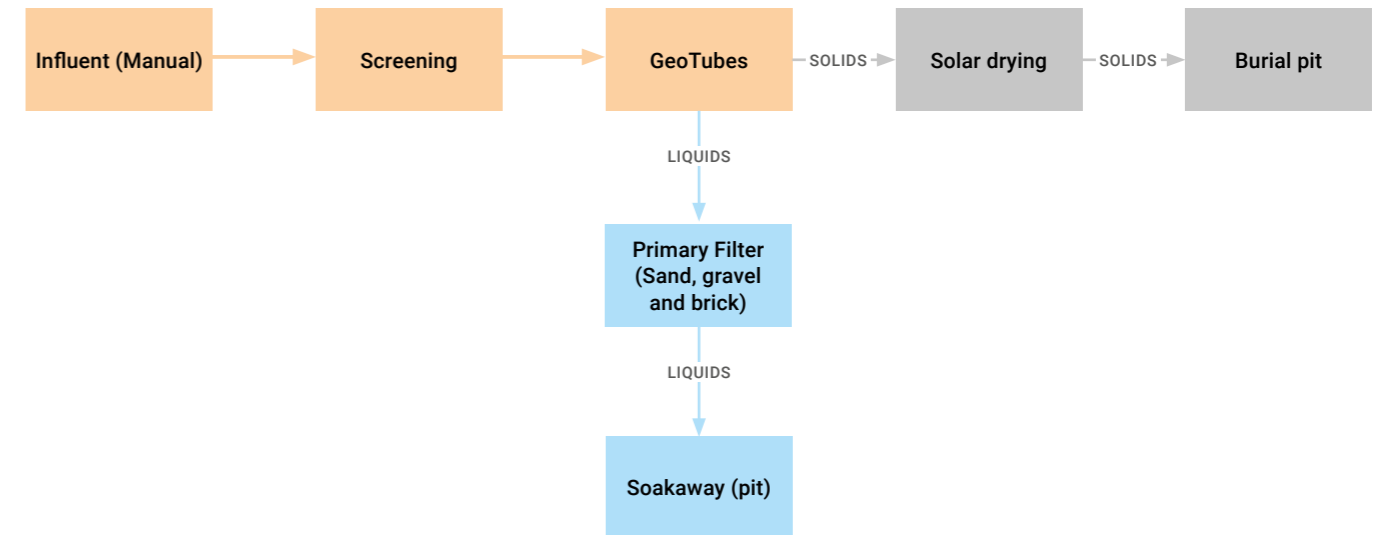 Influent (Manual)
Screening
GeoTubes
SOLIDS
Solar drying
SOLIDS
Burial pit
LIQUIDS
Primary Filter
(Sand, gravel
and brick)
LIQUIDS
Soakaway (pit)